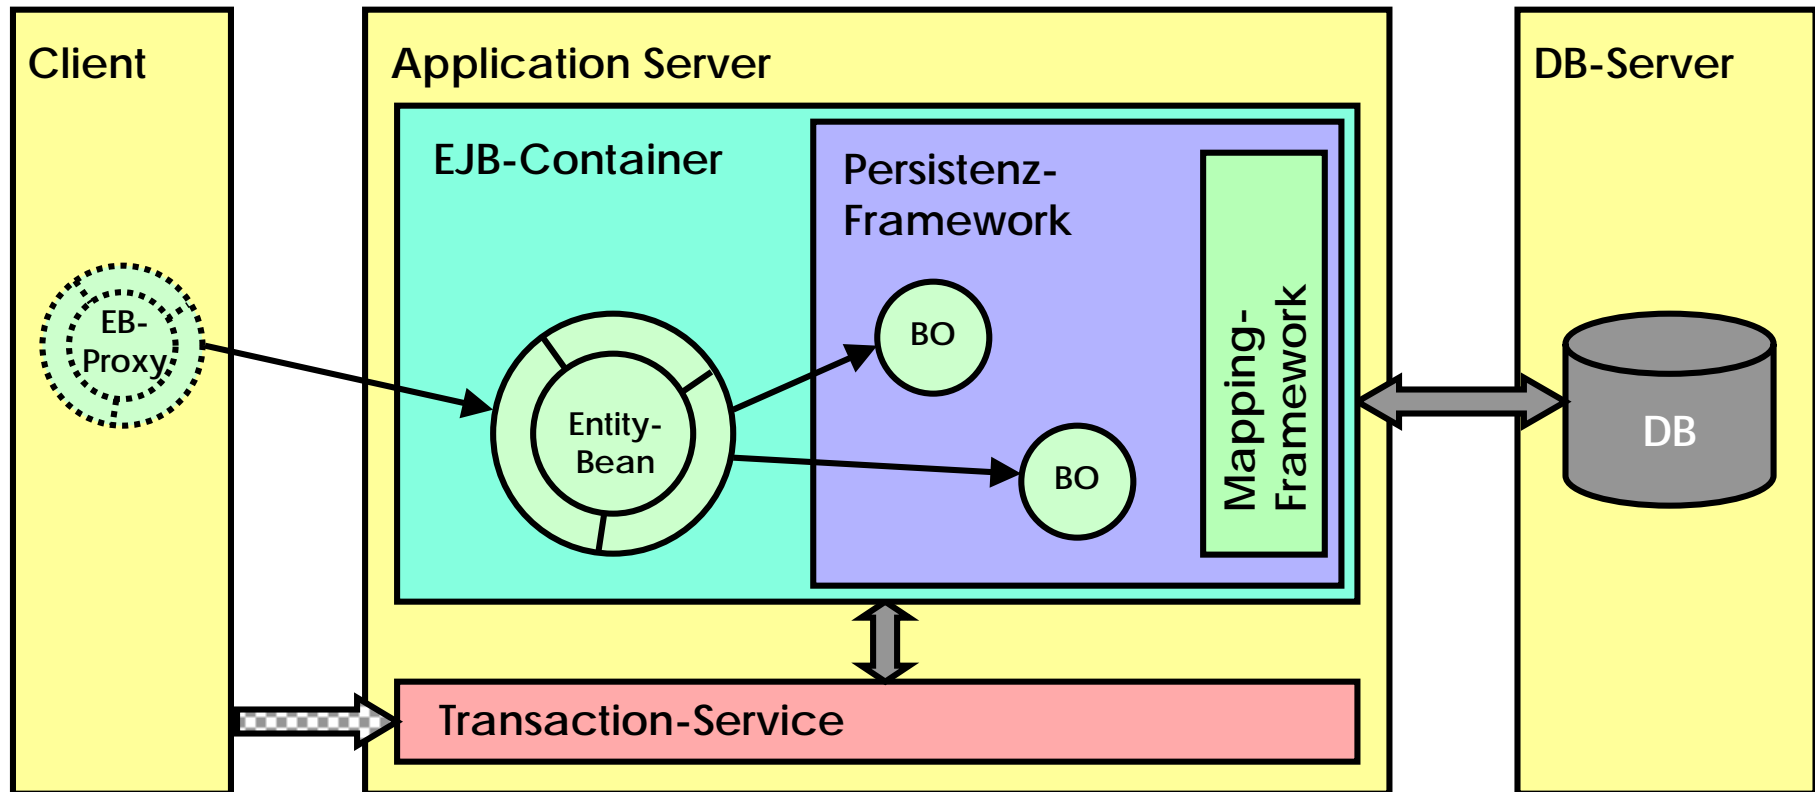 Client
Application Server
DB-Server
EJB-Container
Persistenz-
Framework
Mapping-
Framework
EB-
Proxy
BO
Entity-
Bean
BO
DB
Transaction-Service